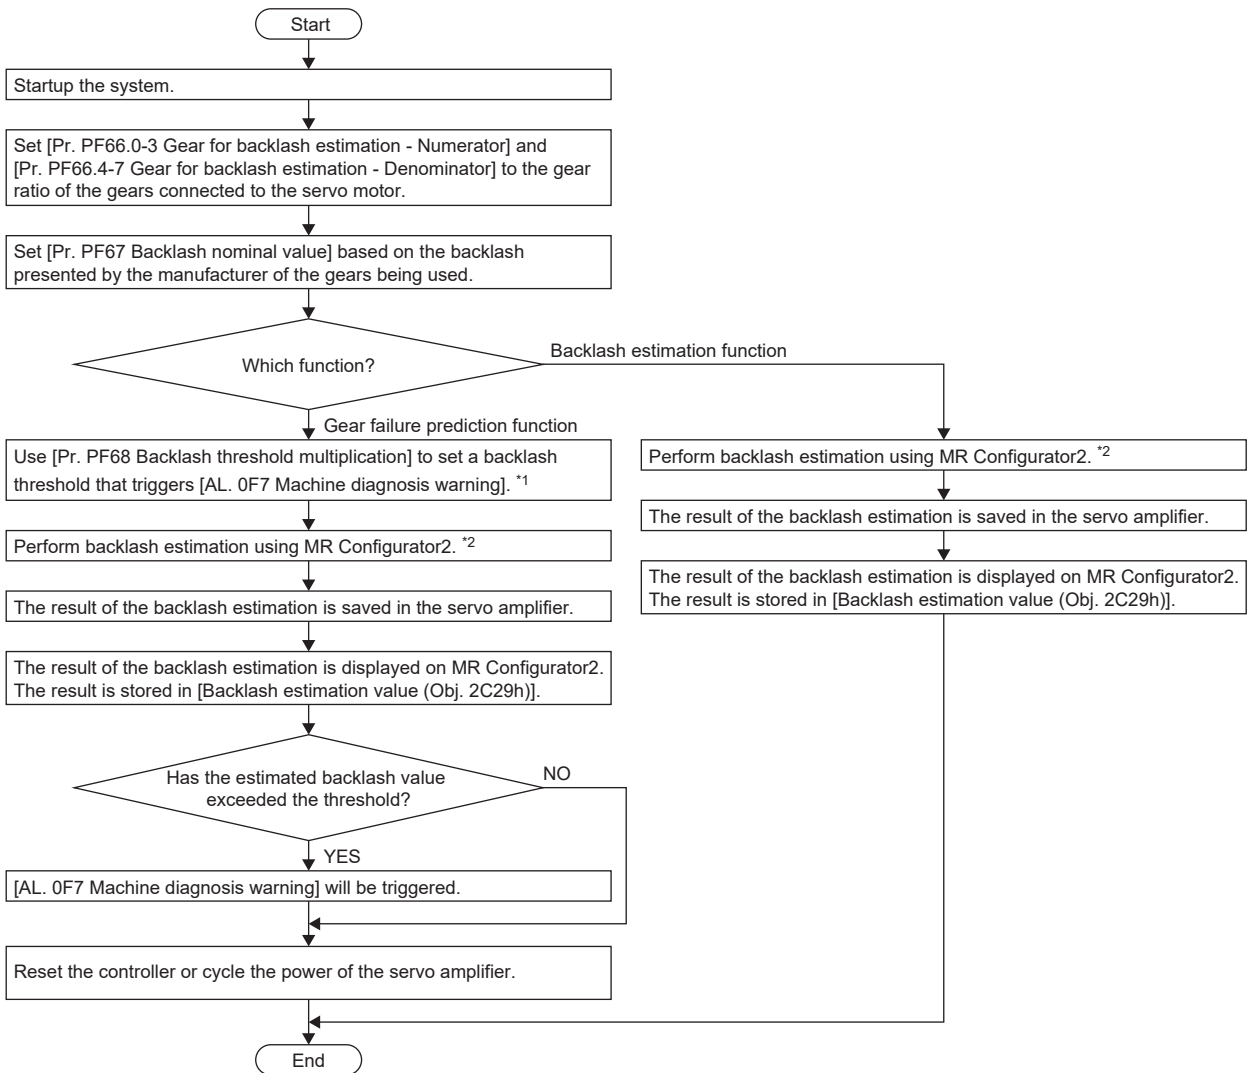 Start
Startup the system.
Set [Pr. PF66.0-3 Gear for backlash estimation - Numerator] and
[Pr. PF66.4-7 Gear for backlash estimation - Denominator] to the gear
ratio of the gears connected to the servo motor.
Set [Pr. PF67 Backlash nominal value] based on the backlash
presented by the manufacturer of the gears being used.
Which function?
Backlash estimation function
Gear failure prediction function
Use [Pr. PF68 Backlash threshold multiplication] to set a backlash
threshold that triggers [AL. 0F7 Machine diagnosis warning]. *1
Perform backlash estimation using MR Configurator2. *2
The result of the backlash estimation is saved in the servo amplifier.
The result of the backlash estimation is displayed on MR Configurator2.
The result is stored in [Backlash estimation value (Obj. 2C29h)].
Has the estimated backlash value
exceeded the threshold?
NO
YES
[AL. 0F7 Machine diagnosis warning] will be triggered.
Reset the controller or cycle the power of the servo amplifier.
Perform backlash estimation using MR Configurator2. *2
The result of the backlash estimation is saved in the servo amplifier.
The result of the backlash estimation is displayed on MR Configurator2.
The result is stored in [Backlash estimation value (Obj. 2C29h)].
End